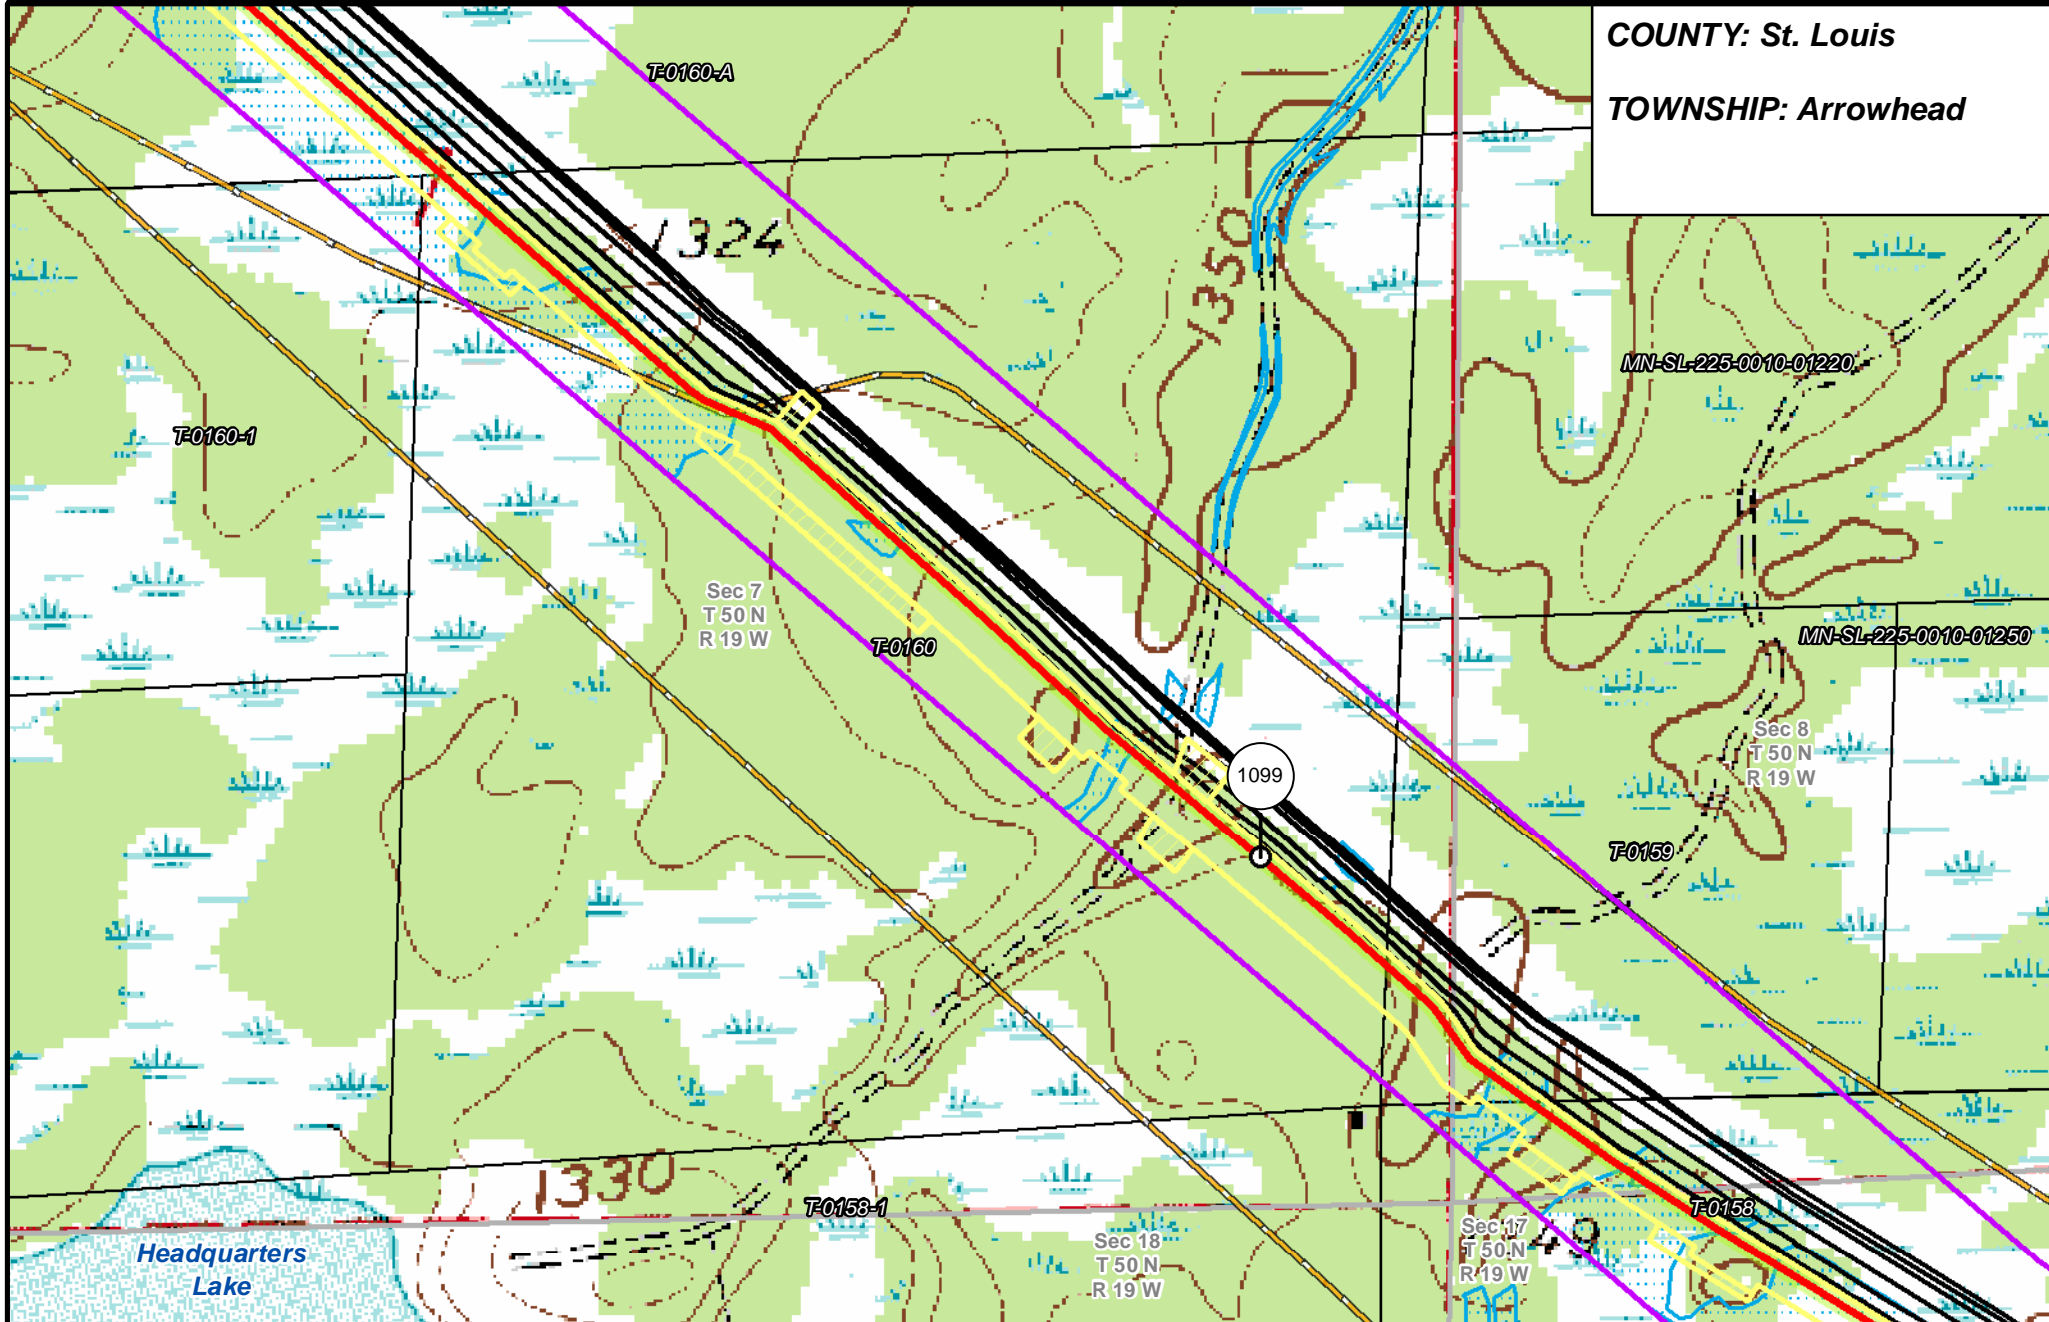 COUNTY: St. Louis
TOWNSHIP: Arrowhead
T-0160-A
1324
1350
MN-SL-225-0010-01220
T-0160-1
Sec 7
T 50 N
R 19 W
T-0160
MN-SL-225-0010-01250
Sec 8
T 50 N
R 19 W
1099
T-0159
1330
T-0158-1
T-0158
Headquarters
Lake
Sec 18
T 50 N
R 19 W
Sec 17
T 50 N
R 19 W